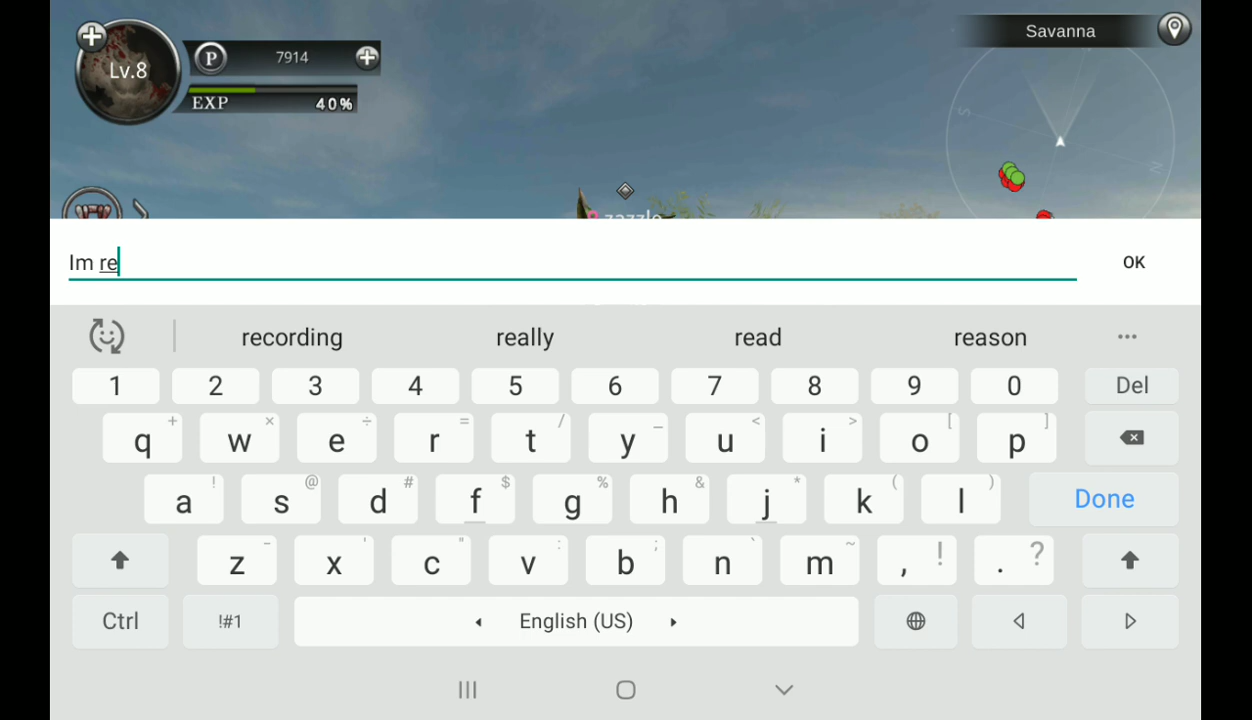 Lv.8
P 7914
EXP 40%
Savanna
S
zazzle
Im re
OK
recording really read reason
1 2 3 4 5 6 7 8 9 0 Del
+ × ÷ = / _ < > [ ]
q w e r t y u i o p
! @ # $ % & * ( )
a s d f g h j k l Done
- ' " : ; ` ~ ! ?
z x c v b n m , .
Ctrl !#1 English (US)